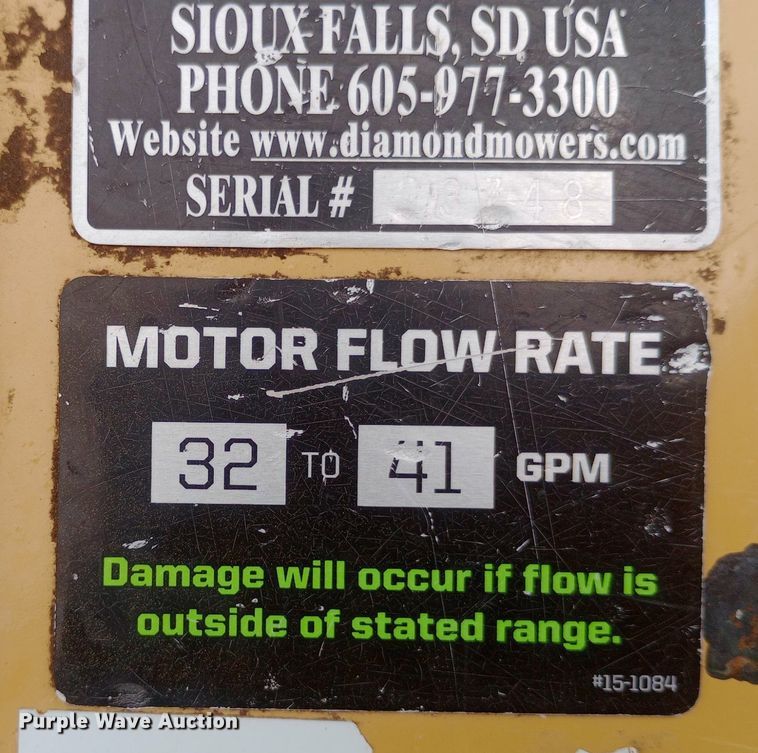 SIOUX FALLS, SD USA
PHONE 605-977-3300
Website www.diamondmowers.com
SERIAL #
MOTOR FLOW RATE
32 TO 41 GPM
Damage will occur if flow is
outside of stated range.
#15-1084
Purple Wave Auction